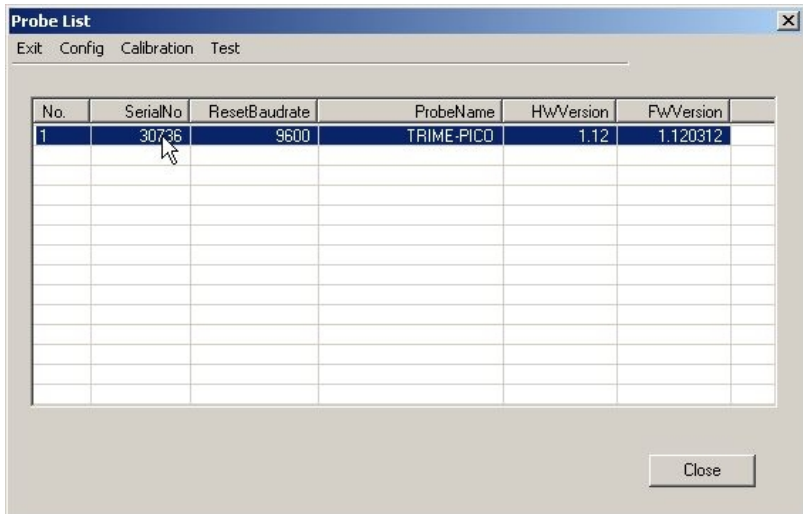 Probe List
Exit Config Calibration Test
No. SerialNo ResetBaudrate ProbeName HWVersion FWVersion
1 30736 9600 TRIME-PICO 1.12 1.120312
Close